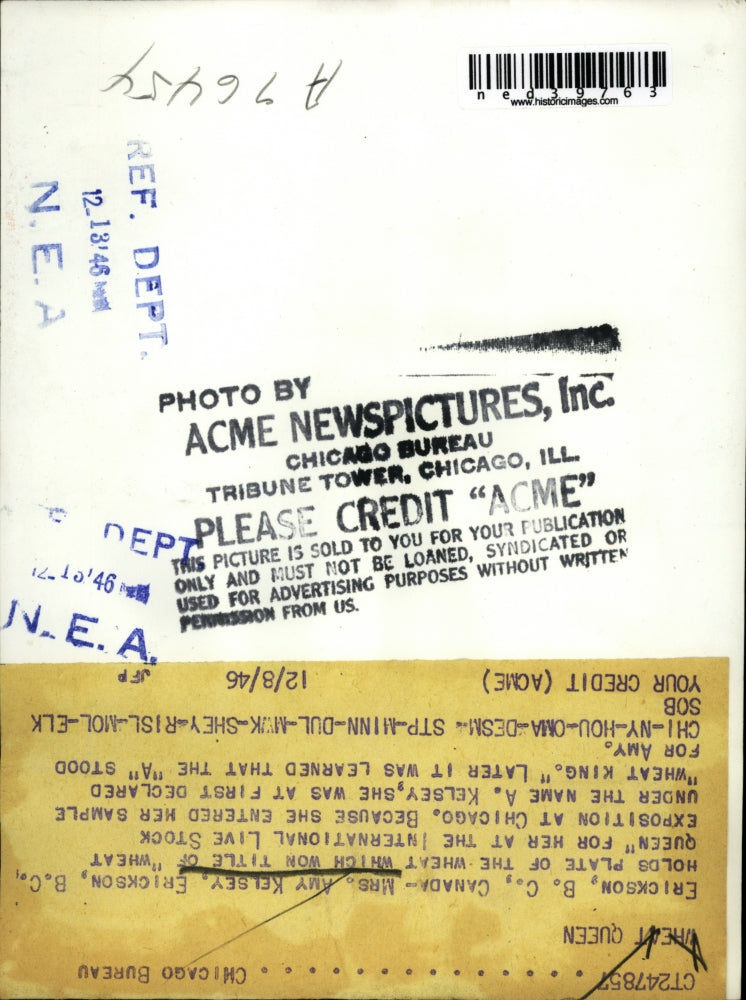 A76454
ned39763
www.historicimages.com
REF. DEPT.
12-13'46
N.E.A
PHOTO BY
ACME NEWSPICTURES, Inc.
CHICAGO BUREAU
TRIBUNE TOWER, CHICAGO, ILL.
PLEASE CREDIT "ACME"
THIS PICTURE IS SOLD TO YOU FOR YOUR PUBLICATION
ONLY AND MUST NOT BE LOANED, SYNDICATED OR
USED FOR ADVERTISING PURPOSES WITHOUT WRITTEN
PERMISSION FROM US.
DEPT
N.E.A.
CT247857 . . . . . . . . . . . . . . . CHICAGO BUREAU
WHEAT QUEEN
ERICKSON, B. C., CANADA- MRS. AMY KELSEY, ERICKSON, B.C.,
HOLDS PLATE OF THE WHEAT WHICH WON TITLE OF "WHEAT
QUEEN" FOR HER AT THE INTERNATIONAL LIVE STOCK
EXPOSITION AT CHICAGO. BECAUSE SHE ENTERED HER SAMPLE
UNDER THE NAME A. KELSEY, SHE WAS AT FIRST DECLARED
"WHEAT KING." LATER IT WAS LEARNED THAT THE "A" STOOD
FOR AMY.
CHI-NY-HOU-OMA-DESM- STP-MINN-DUL-MWK-SHEY-RISL-MOL-ELK
SOB
YOUR CREDIT (ACME) 12/8/46 JFP